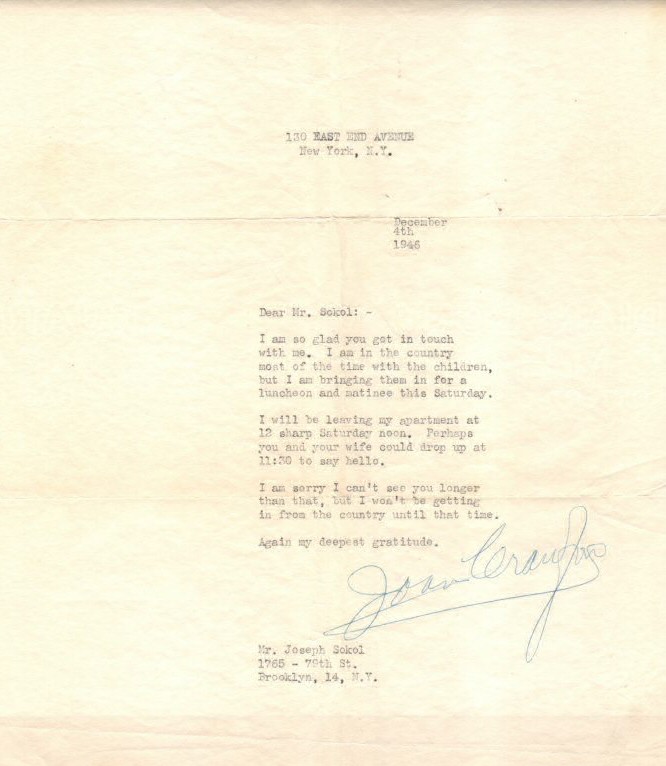 130 EAST END AVENUE
New York, N.Y.
December
4th
1946
Dear Mr. Sokol: -
I am so glad you got in touch
with me.  I am in the country
most of the time with the children,
but I am bringing them in for a
luncheon and matinee this Saturday.
I will be leaving my apartment at
12 sharp Saturday noon.  Perhaps
you and your wife could drop up at
11:30 to say hello.
I am sorry I can't see you longer
than that, but I won't be getting
in from the country until that time.
Again my deepest gratitude.
Joan Crawford
Mr. Joseph Sokol
1765 - 79th St.
Brooklyn, 14, N.Y.